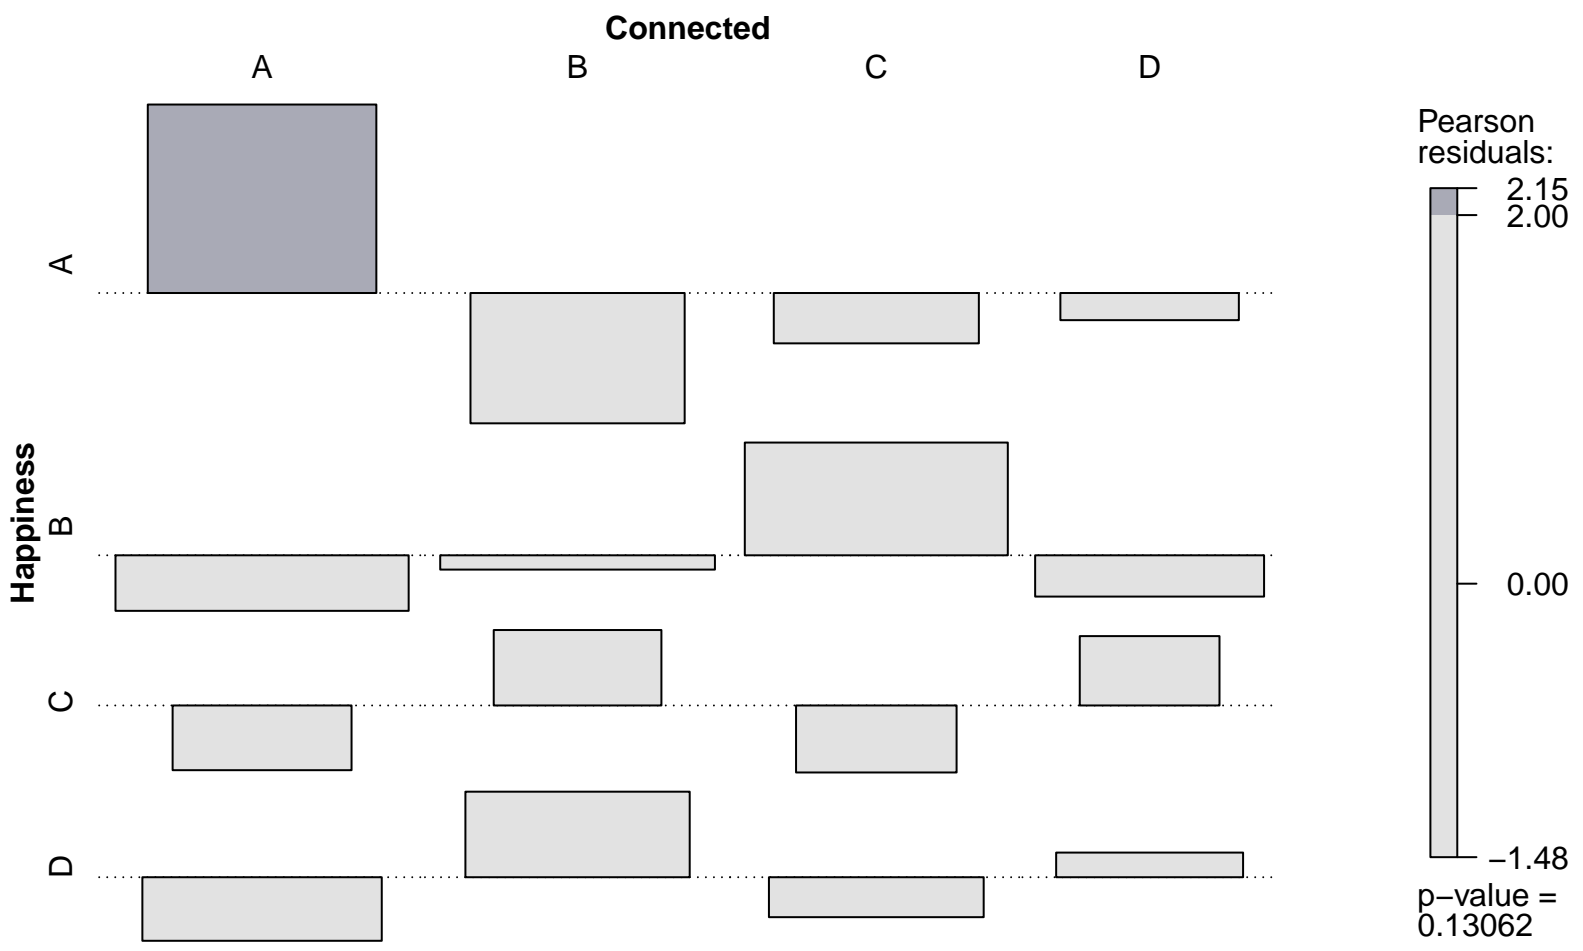 Connected
A B C D
Happiness
A
B
C
D
Pearson
residuals:
2.15
2.00
0.00
−1.48
p−value =
0.13062